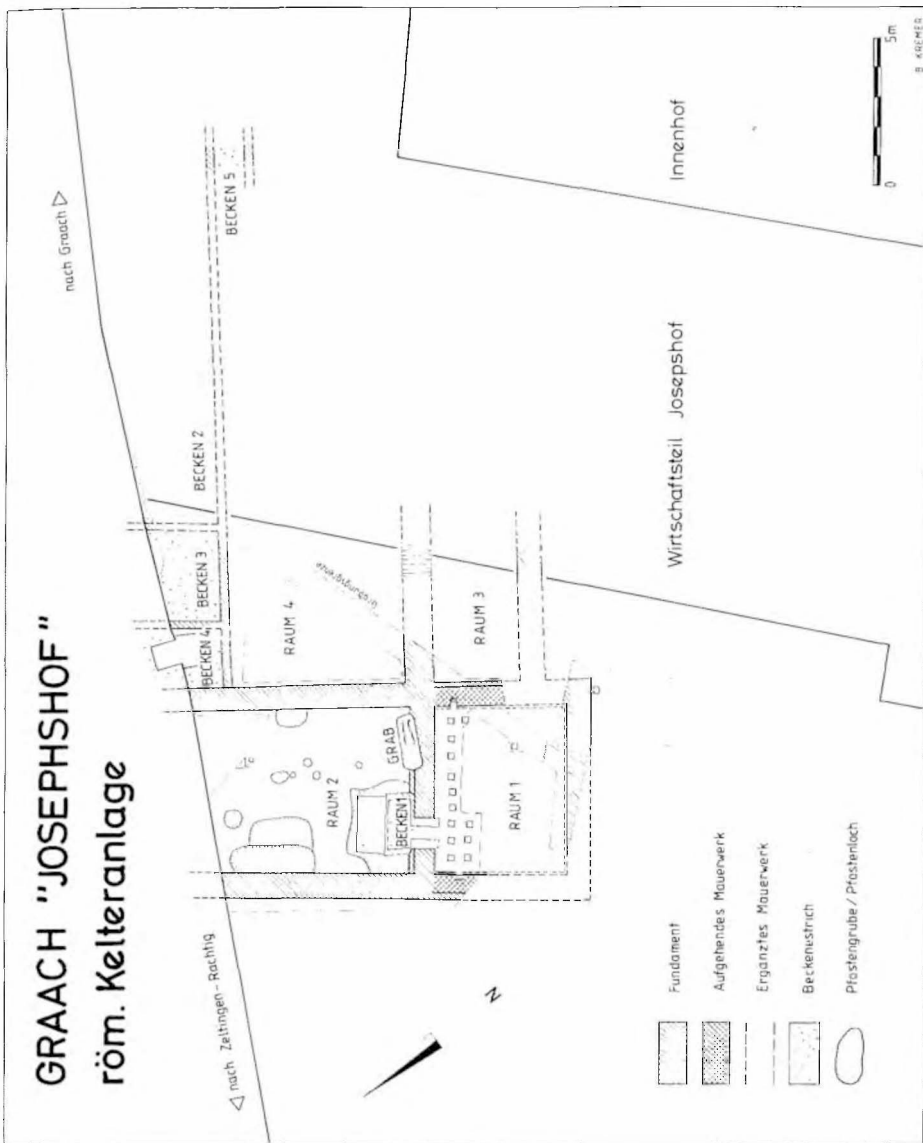 GRAACH "JOSEPHSHOF"
röm. Kelteranlage
◁ nach Zeltingen-Rachtig
nach Graach ▷
BECKEN 4
BECKEN 3
BECKEN 2
BECKEN 5
RAUM 4
RAUM 2
GRAB
BECKEN 1
RAUM 3
RAUM 1
N
Wirtschaftsteil Josepshof
Innenhof
Fundament
Aufgehendes Mauerwerk
Ergänztes Mauerwerk
Beckenestrich
Pfostengrube / Pfostenloch
0 5m
B. KREMER